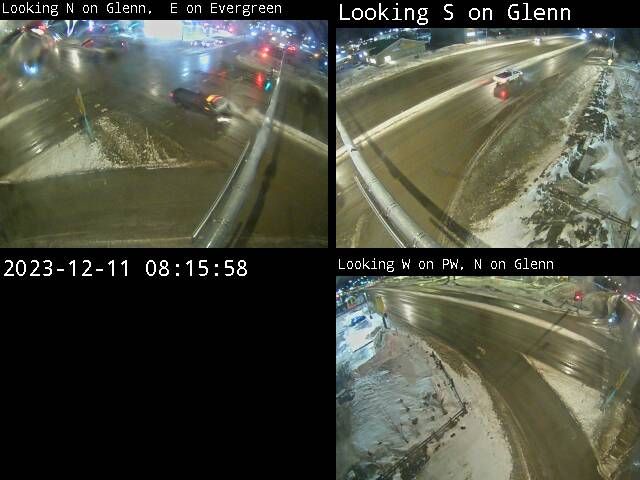 Looking N on Glenn, E on Evergreen
Looking S on Glenn
2023-12-11 08:15:58
Looking W on PW, N on Glenn